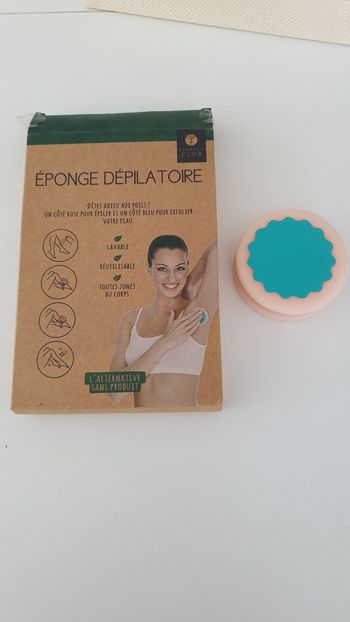 CLUB
ÉPONGE DÉPILATOIRE
DÎTES ADIEU AUX POILS !
UN CÔTÉ ROSE POUR ÉPILER ET UN CÔTÉ BLEU POUR EXFOLIER
VOTRE PEAU.
LAVABLE
RÉUTILISABLE
TOUTES ZONES
DU CORPS
L'ALTERNATIVE
SANS PRODUIT